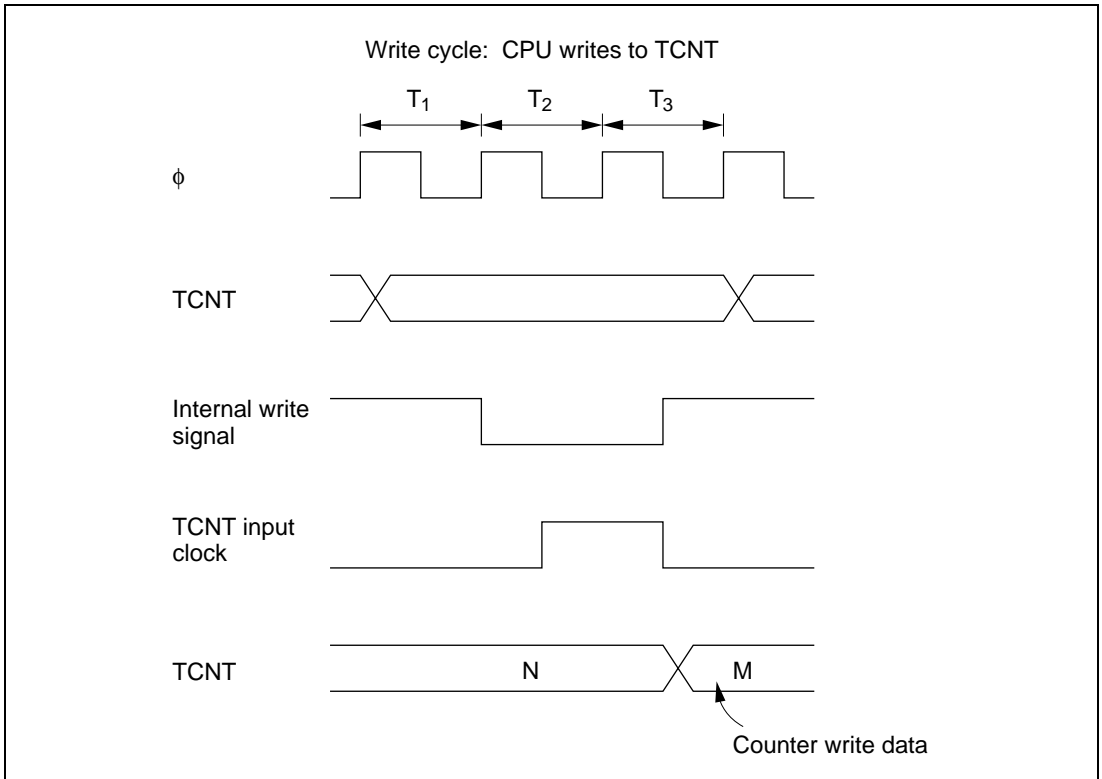 Write cycle:  CPU writes to TCNT
T1 T2 T3
ϕ
TCNT
Internal write
signal
TCNT input
clock
TCNT
N M
Counter write data